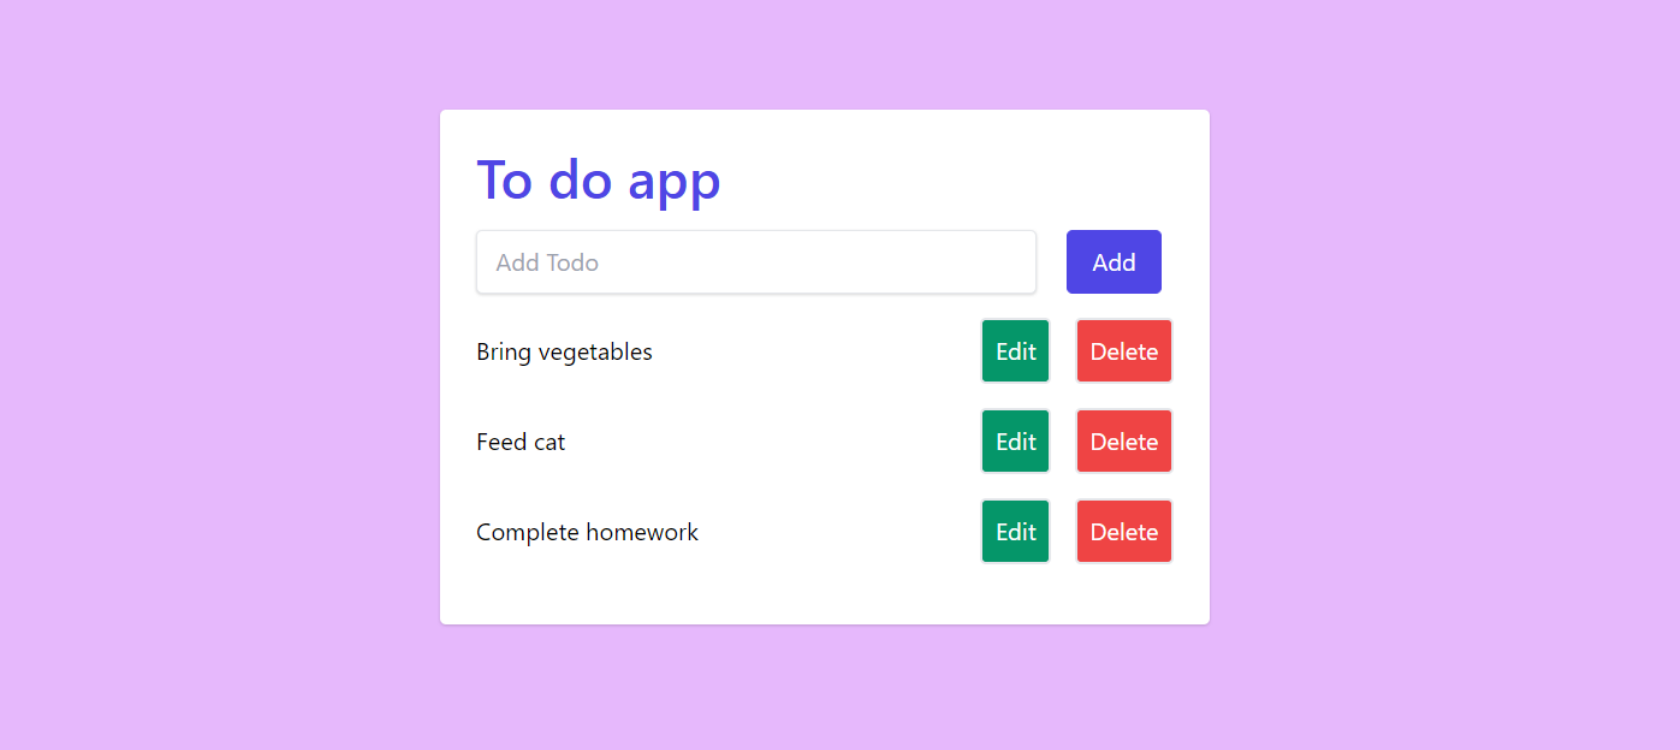 To do app
Add Todo Add
Bring vegetables Edit Delete
Feed cat Edit Delete
Complete homework Edit Delete